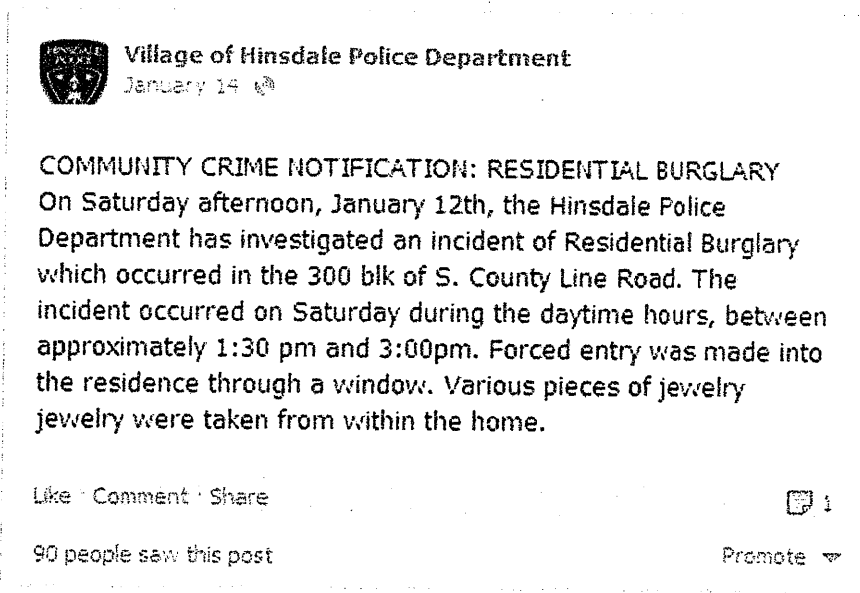 HINSDALE
POLICE
Village of Hinsdale Police Department
January 14
COMMUNITY CRIME NOTIFICATION: RESIDENTIAL BURGLARY
On Saturday afternoon, January 12th, the Hinsdale Police
Department has investigated an incident of Residential Burglary
which occurred in the 300 blk of S. County Line Road. The
incident occurred on Saturday during the daytime hours, between
approximately 1:30 pm and 3:00pm. Forced entry was made into
the residence through a window. Various pieces of jewelry
jewelry were taken from within the home.
Like · Comment · Share
1
90 people saw this post
Promote